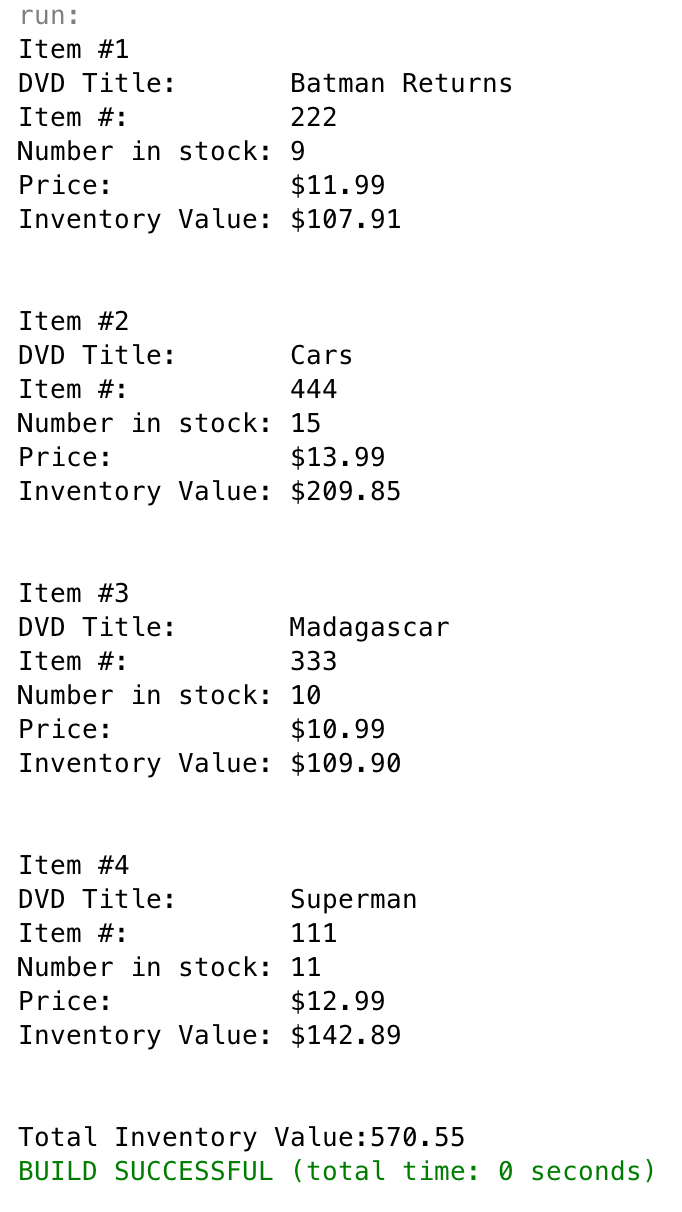 run:
Item #1
DVD Title:       Batman Returns
Item #:          222
Number in stock: 9
Price:           $11.99
Inventory Value: $107.91
Item #2
DVD Title:       Cars
Item #:          444
Number in stock: 15
Price:           $13.99
Inventory Value: $209.85
Item #3
DVD Title:       Madagascar
Item #:          333
Number in stock: 10
Price:           $10.99
Inventory Value: $109.90
Item #4
DVD Title:       Superman
Item #:          111
Number in stock: 11
Price:           $12.99
Inventory Value: $142.89
Total Inventory Value:570.55
BUILD SUCCESSFUL (total time: 0 seconds)